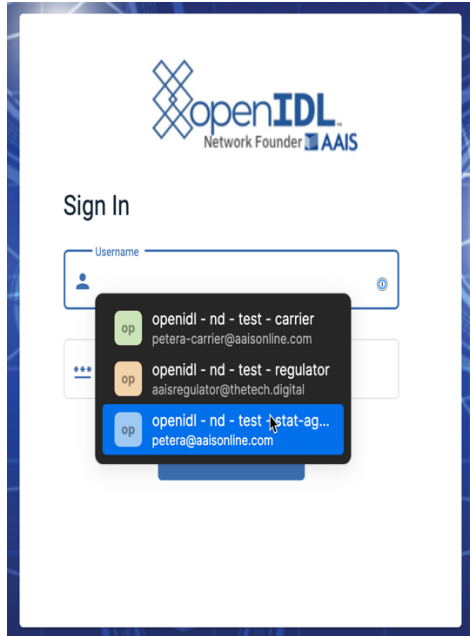 openIDL™
Network Founder AAIS
Sign In
Username
op
openidl - nd - test - carrier
petera-carrier@aaisonline.com
op
openidl - nd - test - regulator
aaisregulator@thetech.digital
***
op
openidl - nd - test - stat-ag...
petera@aaisonline.com